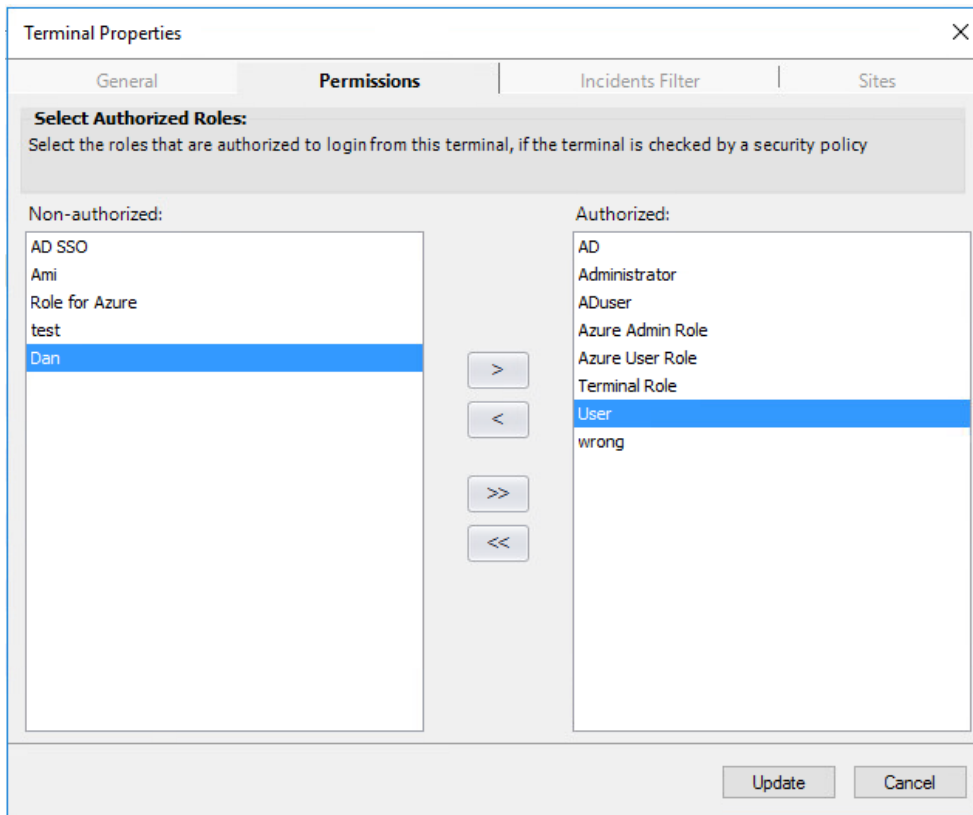 Terminal Properties
General
Permissions
Incidents Filter
Sites
Select Authorized Roles:
Select the roles that are authorized to login from this terminal, if the terminal is checked by a security policy
Non-authorized:
AD SSO
Ami
Role for Azure
test
Dan
>
<
>>
<<
Authorized:
AD
Administrator
ADuser
Azure Admin Role
Azure User Role
Terminal Role
User
wrong
Update
Cancel